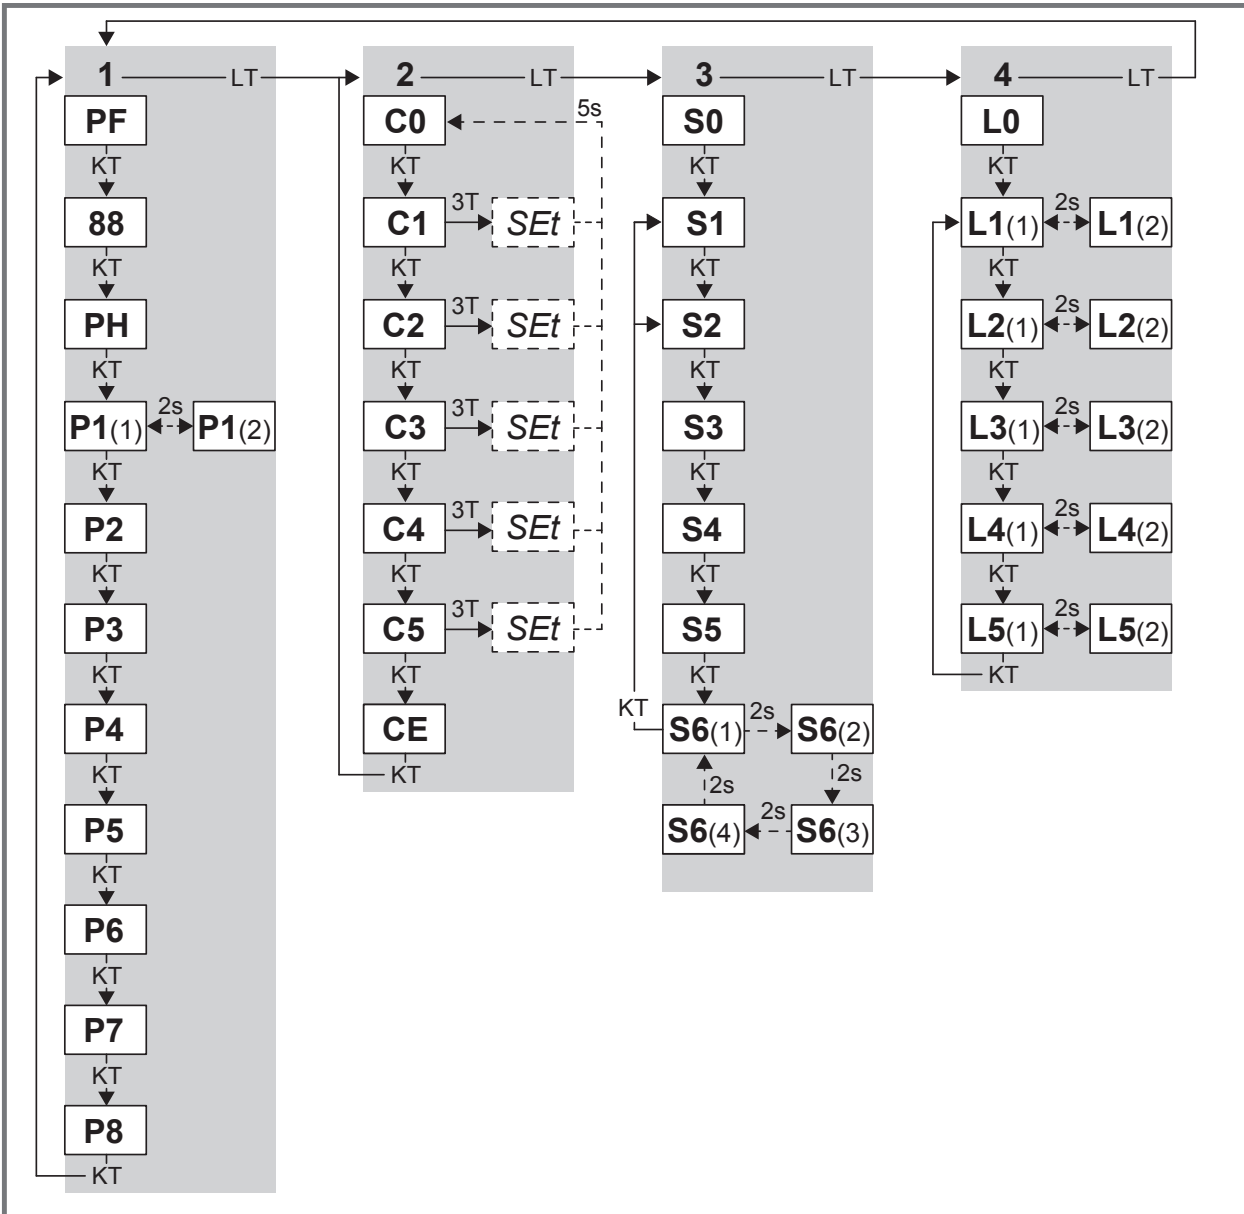 1 LT
PF
KT
88
KT
PH
KT
P1(1) 2s P1(2)
KT
P2
KT
P3
KT
P4
KT
P5
KT
P6
KT
P7
KT
P8
KT
2 LT
C0 5s
KT
C1 3T SEt
KT
C2 3T SEt
KT
C3 3T SEt
KT
C4 3T SEt
KT
C5 3T SEt
KT
CE
KT
3 LT
S0
KT
S1
KT
S2
KT
S3
KT
S4
KT
S5
KT
KT S6(1) 2s S6(2)
2s 2s
S6(4) 2s S6(3)
4 LT
L0
KT
L1(1) 2s L1(2)
KT
L2(1) 2s L2(2)
KT
L3(1) 2s L3(2)
KT
L4(1) 2s L4(2)
KT
L5(1) 2s L5(2)
KT